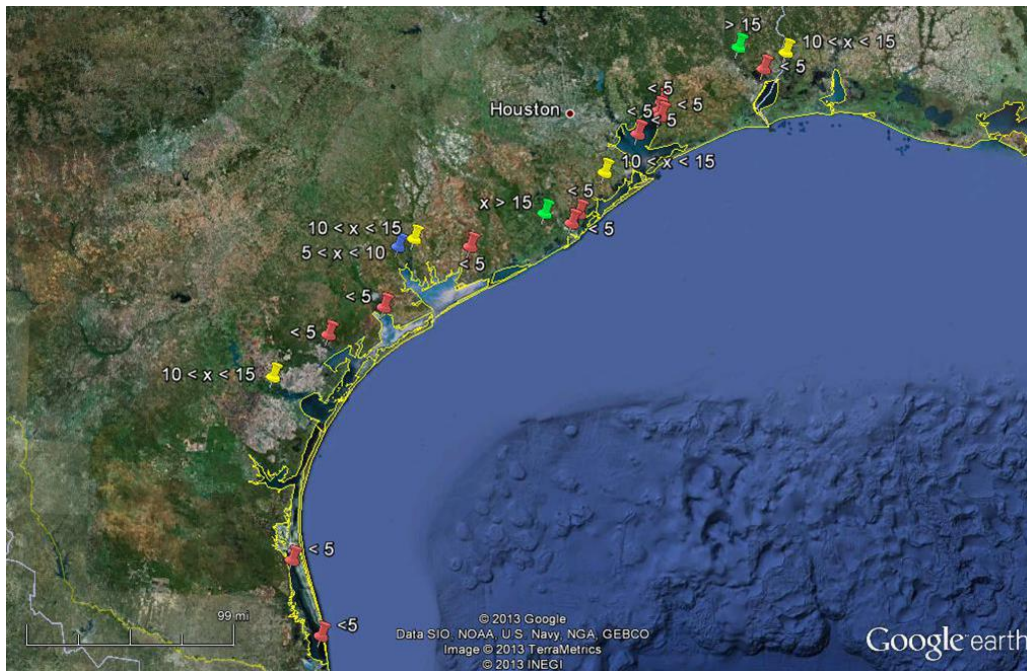 > 15
10 < x < 15
< 5
< 5
Houston
< 5
< 5
< 5
10 < x < 15
x > 15
< 5
< 5
10 < x < 15
5 < x < 10
< 5
< 5
< 5
10 < x < 15
< 5
<5
99 mi
© 2013 Google
Data SIO, NOAA, U.S. Navy, NGA, GEBCO
Image © 2013 TerraMetrics
© 2013 INEGI
Google earth